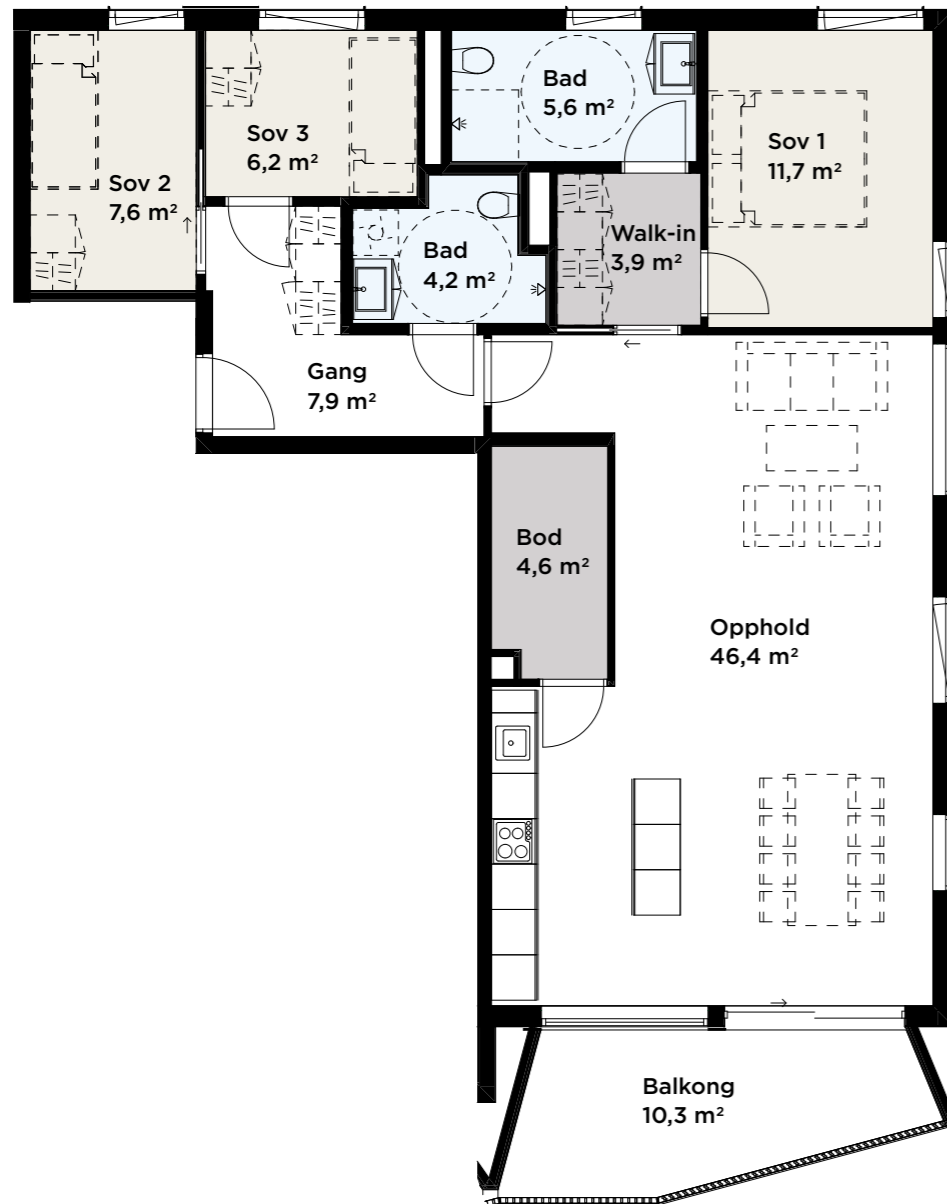 Sov 2
7,6 m²
Sov 3
6,2 m²
Bad
5,6 m²
Sov 1
11,7 m²
Bad
4,2 m²
Walk-in
3,9 m²
Gang
7,9 m²
Bod
4,6 m²
Opphold
46,4 m²
Balkong
10,3 m²